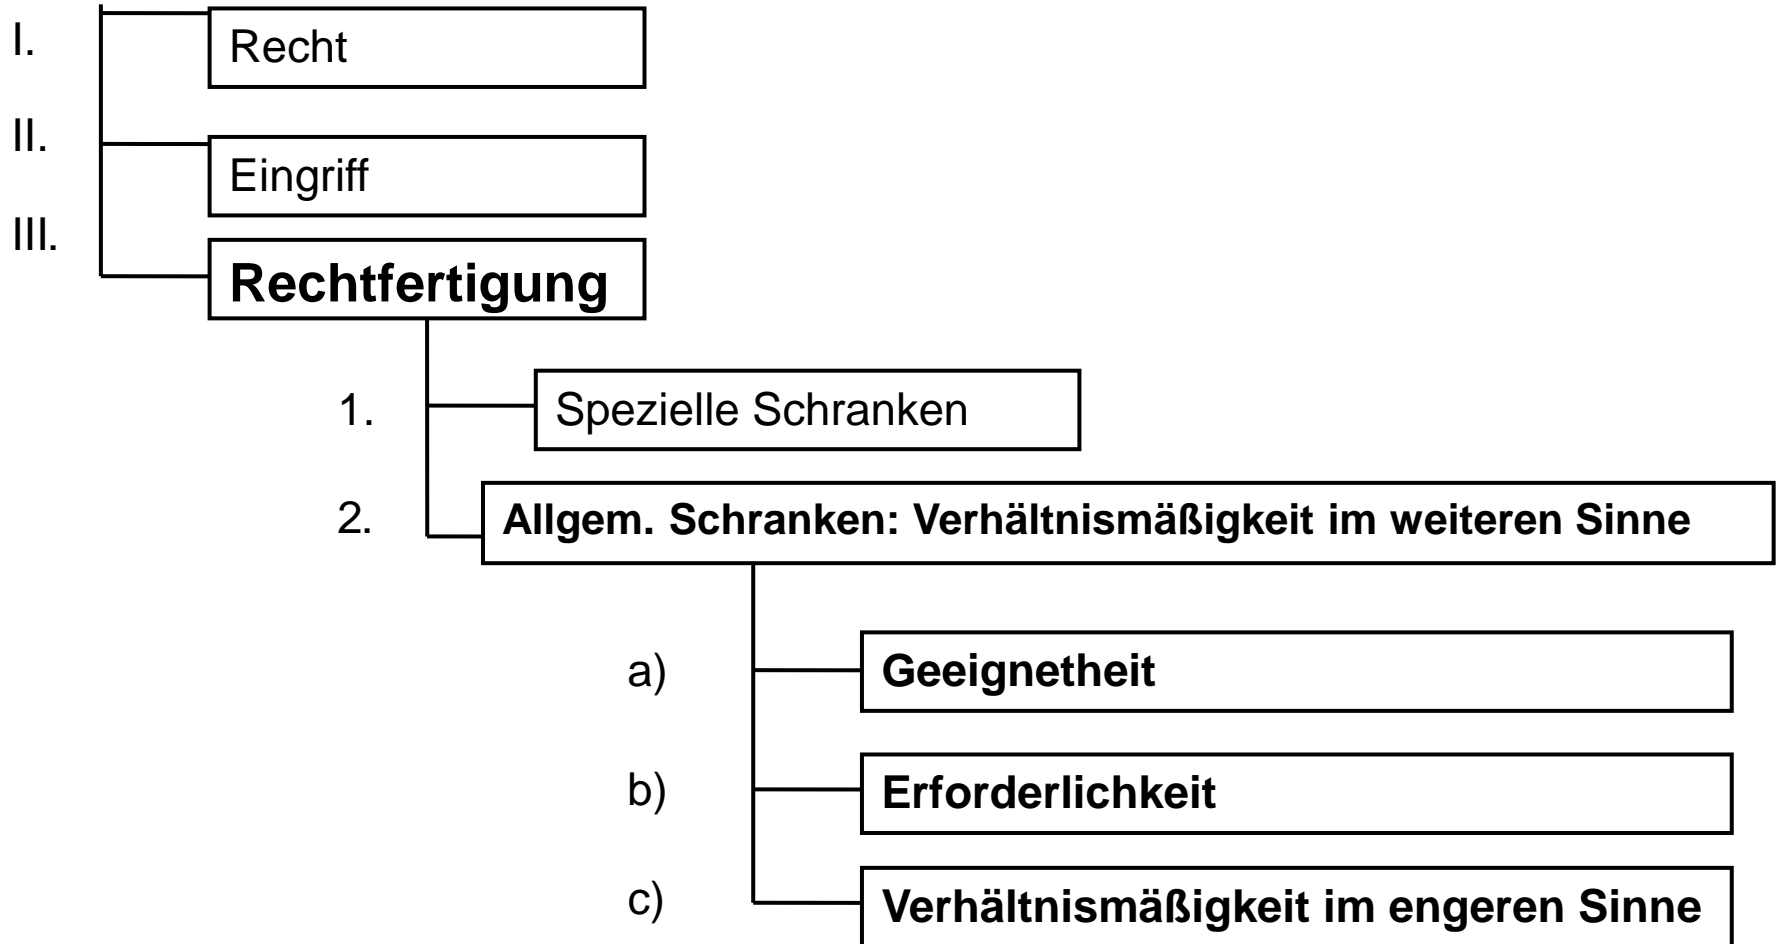 I. Recht
II. Eingriff
III. Rechtfertigung
1. Spezielle Schranken
2. Allgem. Schranken: Verhältnismäßigkeit im weiteren Sinne
a) Geeignetheit
b) Erforderlichkeit
c) Verhältnismäßigkeit im engeren Sinne